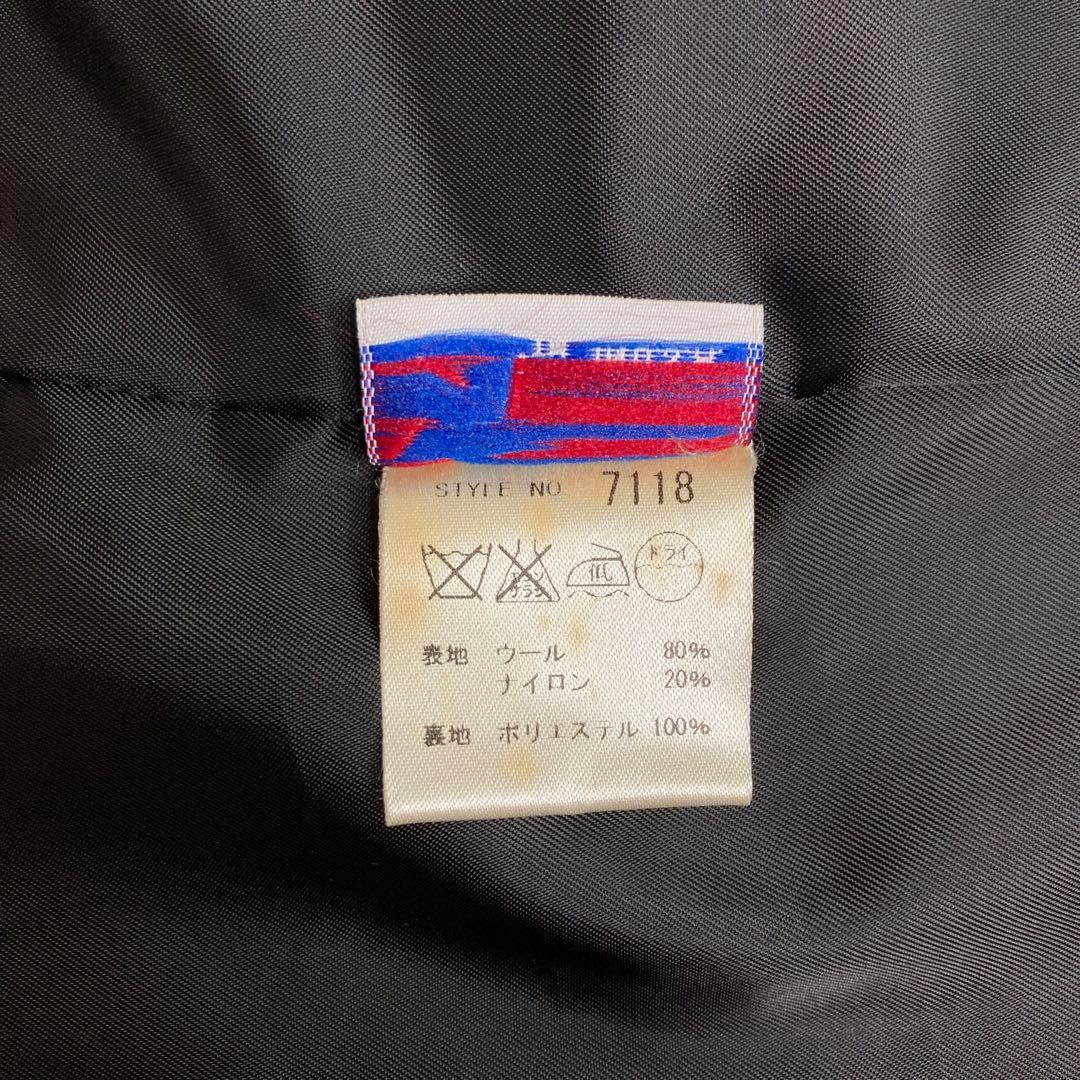 STYLE NO 7118
低 ドライ
表地 ウール 80%
ナイロン 20%
裏地 ポリエステル 100%